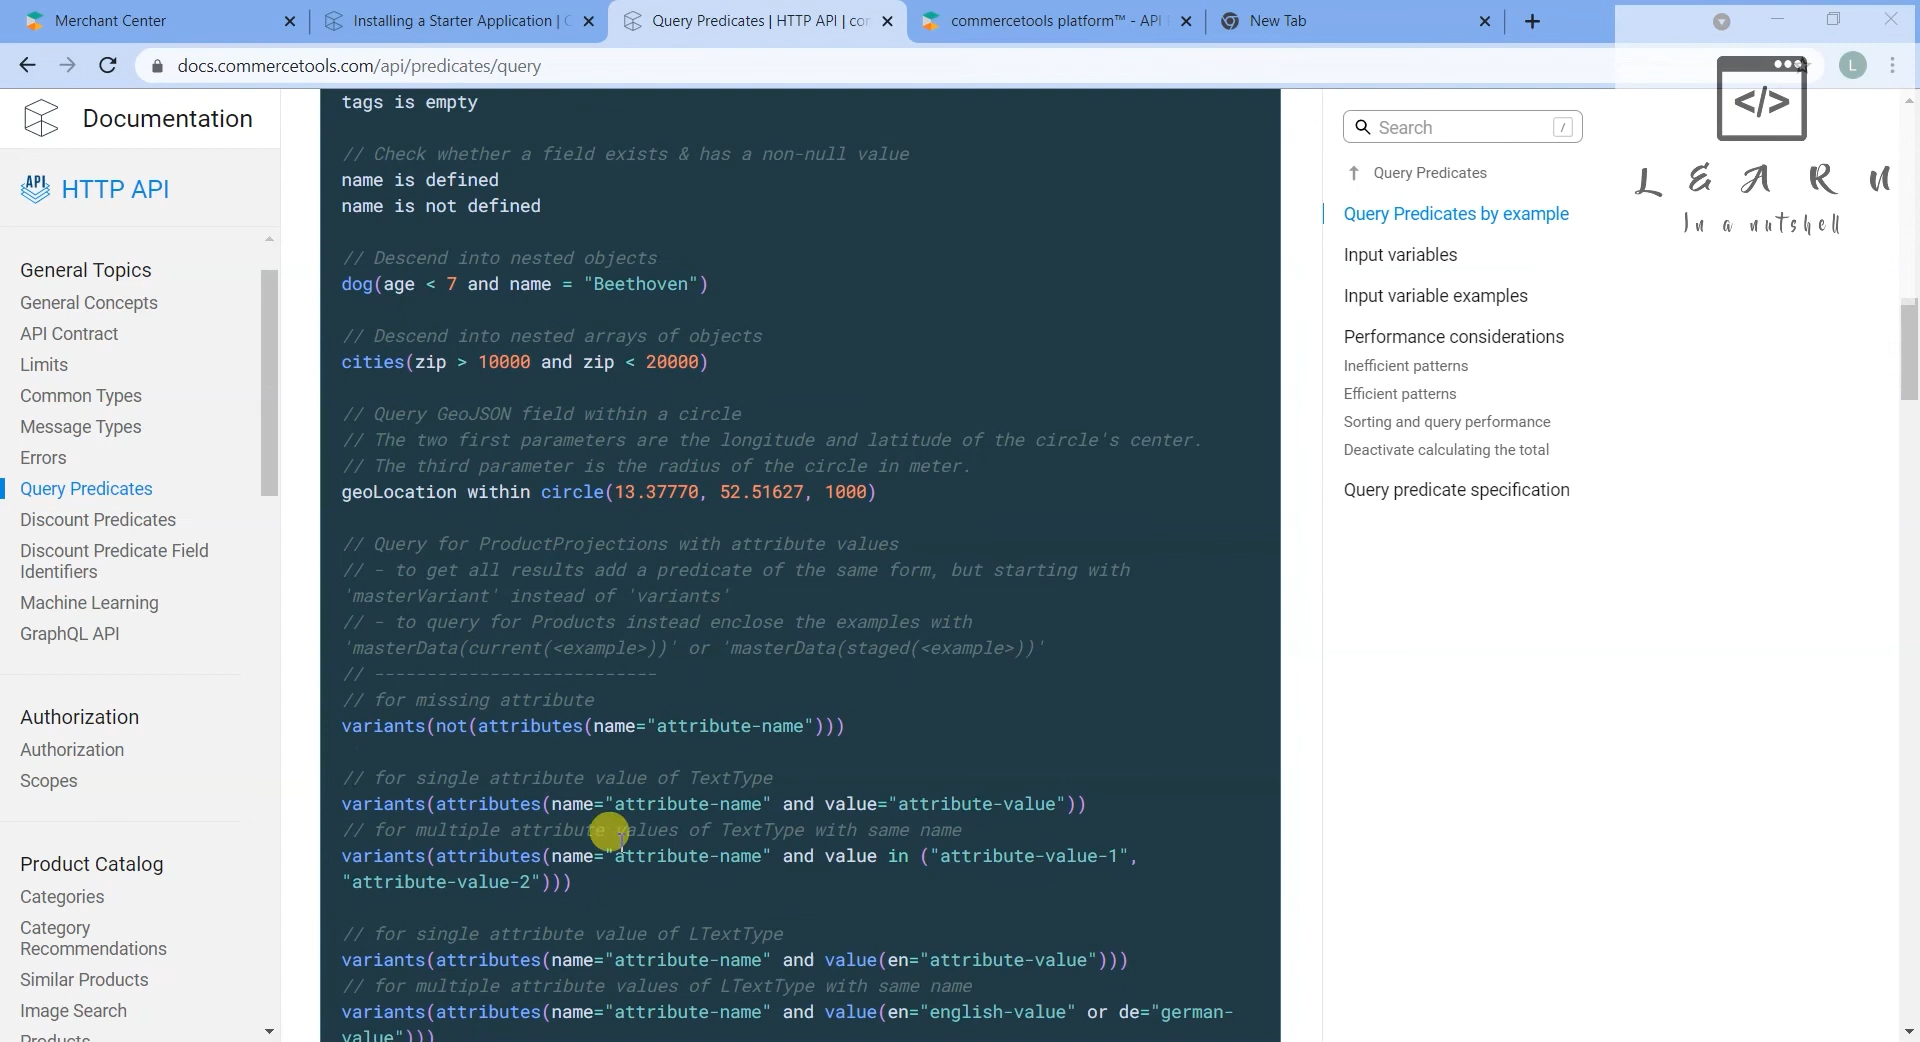 Merchant Center
Installing a Starter Application | C
Query Predicates | HTTP API | com
commercetools platform™ - API
New Tab
docs.commercetools.com/api/predicates/query
L
</>
L & A R N
In a nutshell
Documentation
API HTTP API
General Topics
General Concepts
API Contract
Limits
Common Types
Message Types
Errors
Query Predicates
Discount Predicates
Discount Predicate Field
Identifiers
Machine Learning
GraphQL API
Authorization
Authorization
Scopes
Product Catalog
Categories
Category
Recommendations
Similar Products
Image Search
Products
tags is empty
// Check whether a field exists & has a non-null value
name is defined
name is not defined
// Descend into nested objects
dog(age < 7 and name = "Beethoven")
// Descend into nested arrays of objects
cities(zip > 10000 and zip < 20000)
// Query GeoJSON field within a circle
// The two first parameters are the longitude and latitude of the circle's center.
// The third parameter is the radius of the circle in meter.
geoLocation within circle(13.37770, 52.51627, 1000)
// Query for ProductProjections with attribute values
// - to get all results add a predicate of the same form, but starting with
'masterVariant' instead of 'variants'
// - to query for Products instead enclose the examples with
'masterData(current(<example>))' or 'masterData(staged(<example>))'
// ---------------------------
// for missing attribute
variants(not(attributes(name="attribute-name")))
// for single attribute value of TextType
variants(attributes(name="attribute-name" and value="attribute-value"))
// for multiple attribute values of TextType with same name
variants(attributes(name="attribute-name" and value in ("attribute-value-1",
"attribute-value-2")))
// for single attribute value of LTextType
variants(attributes(name="attribute-name" and value(en="attribute-value")))
// for multiple attribute values of LTextType with same name
variants(attributes(name="attribute-name" and value(en="english-value" or de="german-
value")))
Search /
Query Predicates
Query Predicates by example
Input variables
Input variable examples
Performance considerations
Inefficient patterns
Efficient patterns
Sorting and query performance
Deactivate calculating the total
Query predicate specification